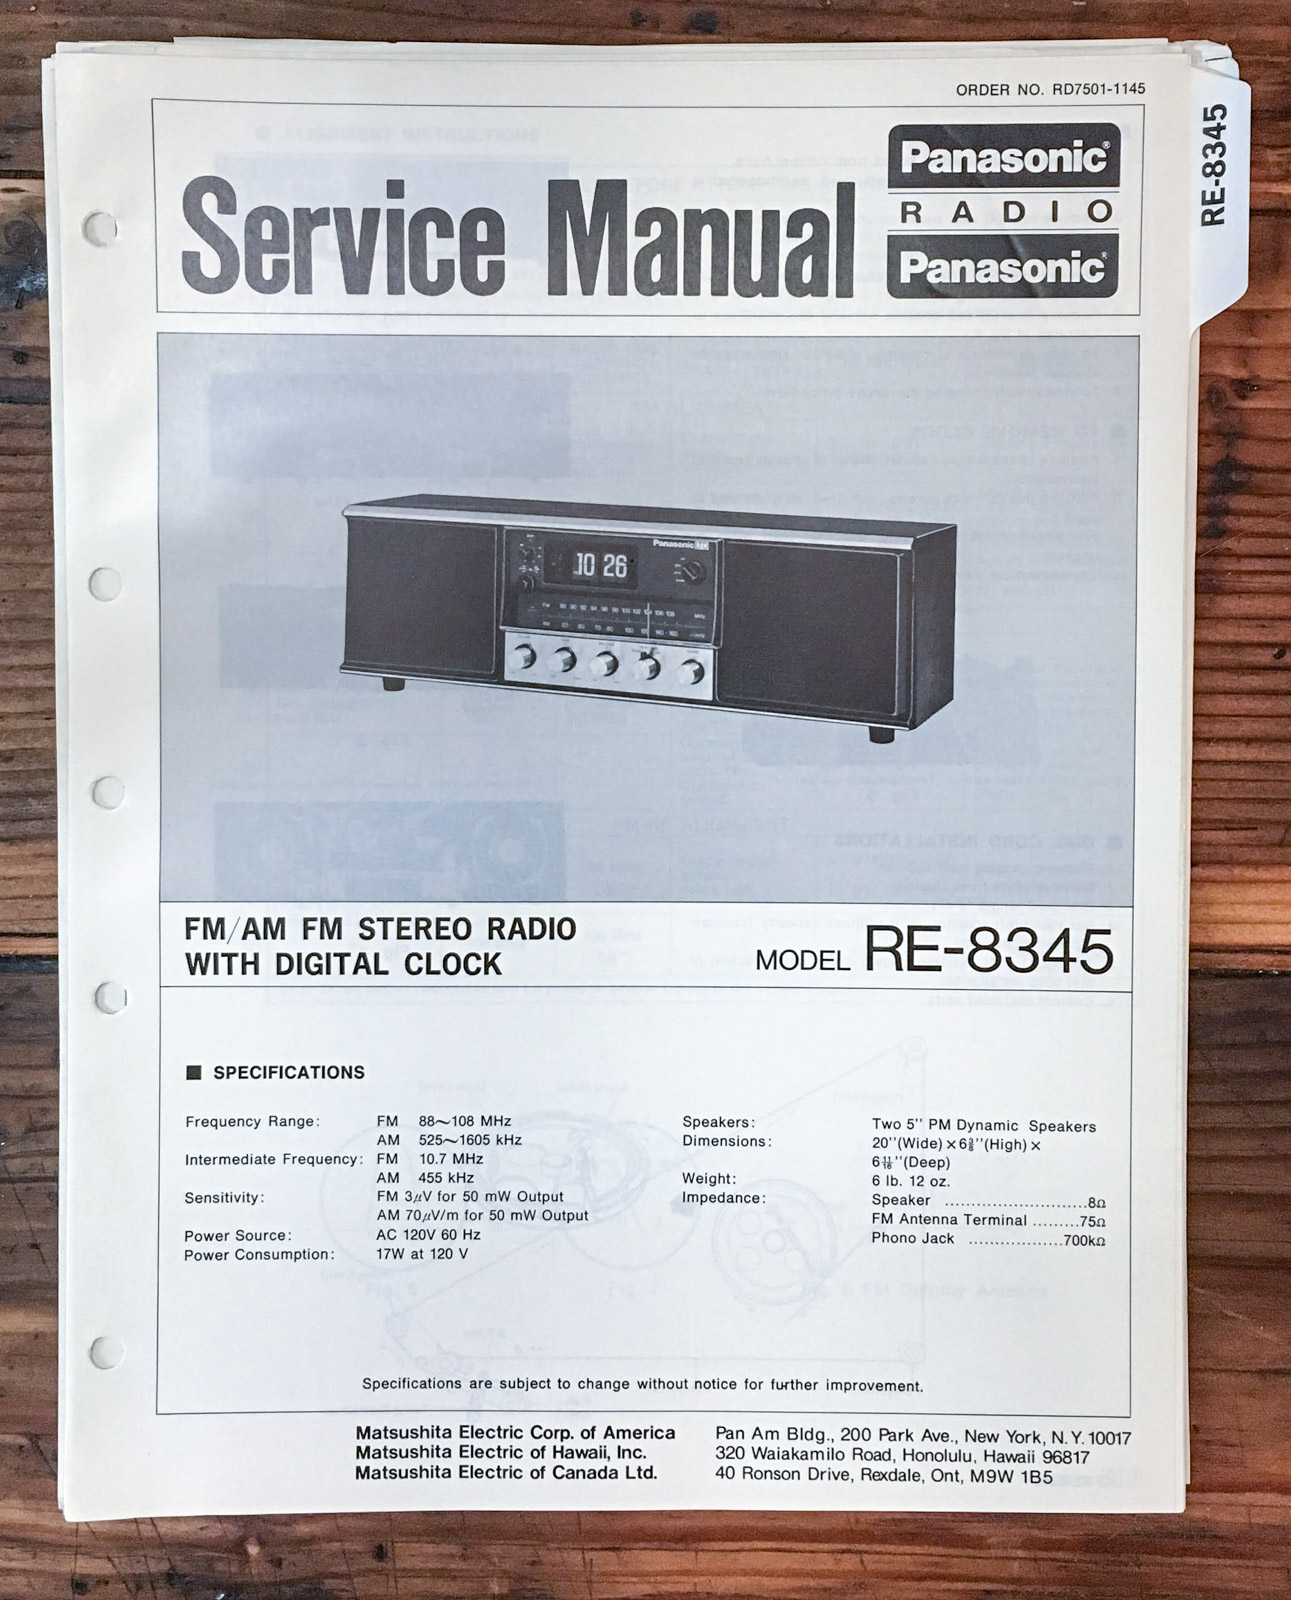 ORDER NO. RD7501-1145
RE-8345
Service Manual
Panasonic®
RADIO
Panasonic®
Panasonic
10 26
FM/AM FM STEREO RADIO
WITH DIGITAL CLOCK
MODEL RE-8345
■ SPECIFICATIONS
Frequency Range: FM 88~108 MHz
AM 525~1605 kHz
Intermediate Frequency: FM 10.7 MHz
AM 455 kHz
Sensitivity: FM 3μV for 50 mW Output
AM 70μV/m for 50 mW Output
Power Source: AC 120V 60 Hz
Power Consumption: 17W at 120 V
Speakers: Two 5'' PM Dynamic Speakers
Dimensions: 20''(Wide)×6⅜''(High)×
6 11/16''(Deep)
Weight: 6 lb. 12 oz.
Impedance: Speaker ..........................8Ω
FM Antenna Terminal .........75Ω
Phono Jack ..................700kΩ
Specifications are subject to change without notice for further improvement.
Matsushita Electric Corp. of America Pan Am Bldg., 200 Park Ave., New York, N.Y. 10017
Matsushita Electric of Hawaii, Inc. 320 Waiakamilo Road, Honolulu, Hawaii 96817
Matsushita Electric of Canada Ltd. 40 Ronson Drive, Rexdale, Ont, M9W 1B5